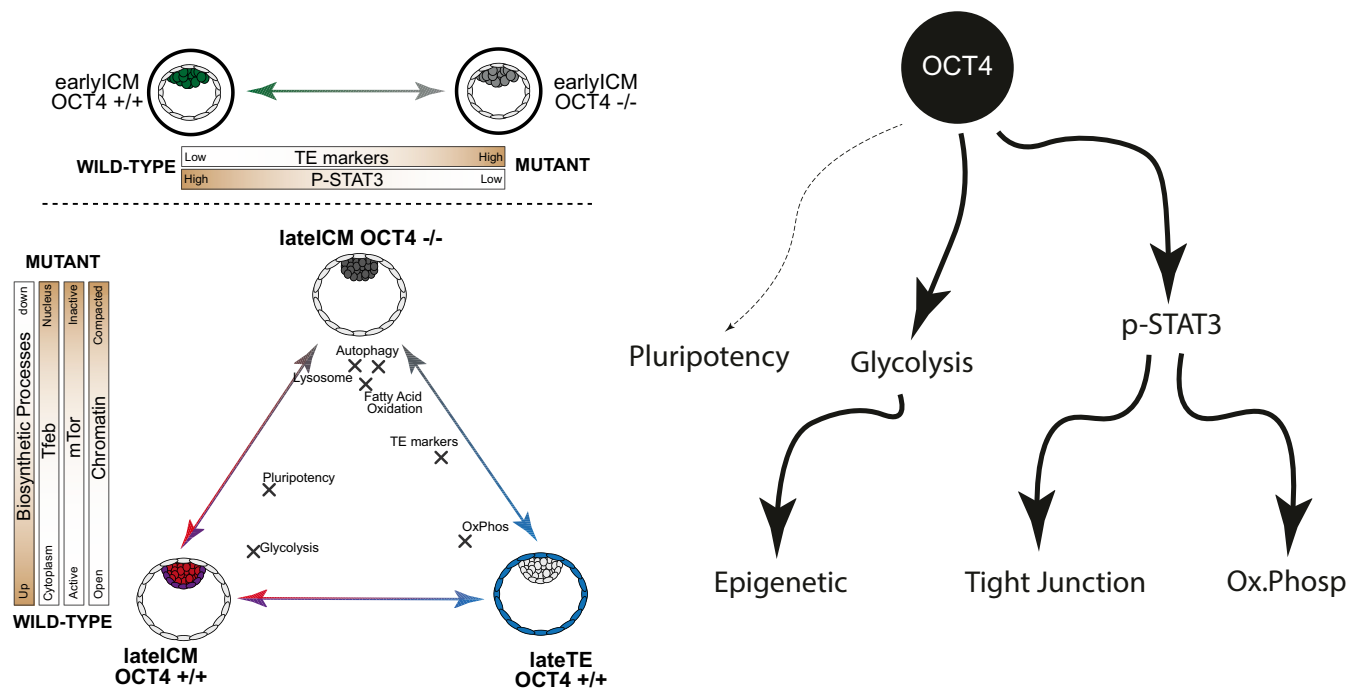 earlyICM
OCT4 +/+
earlyICM
OCT4 -/-
WILD-TYPE
Low TE markers High
High P-STAT3 Low
MUTANT
lateICM OCT4 -/-
MUTANT
Up Biosynthetic Processes down
Cytoplasm Tfeb Nucleus
Active mTor Inactive
Open Chromatin Compacted
WILD-TYPE
Autophagy
Lysosome
Fatty Acid
Oxidation
TE markers
Pluripotency
OxPhos
Glycolysis
lateICM
OCT4 +/+
lateTE
OCT4 +/+
OCT4
p-STAT3
Pluripotency
Glycolysis
Epigenetic
Tight Junction
Ox.Phosp